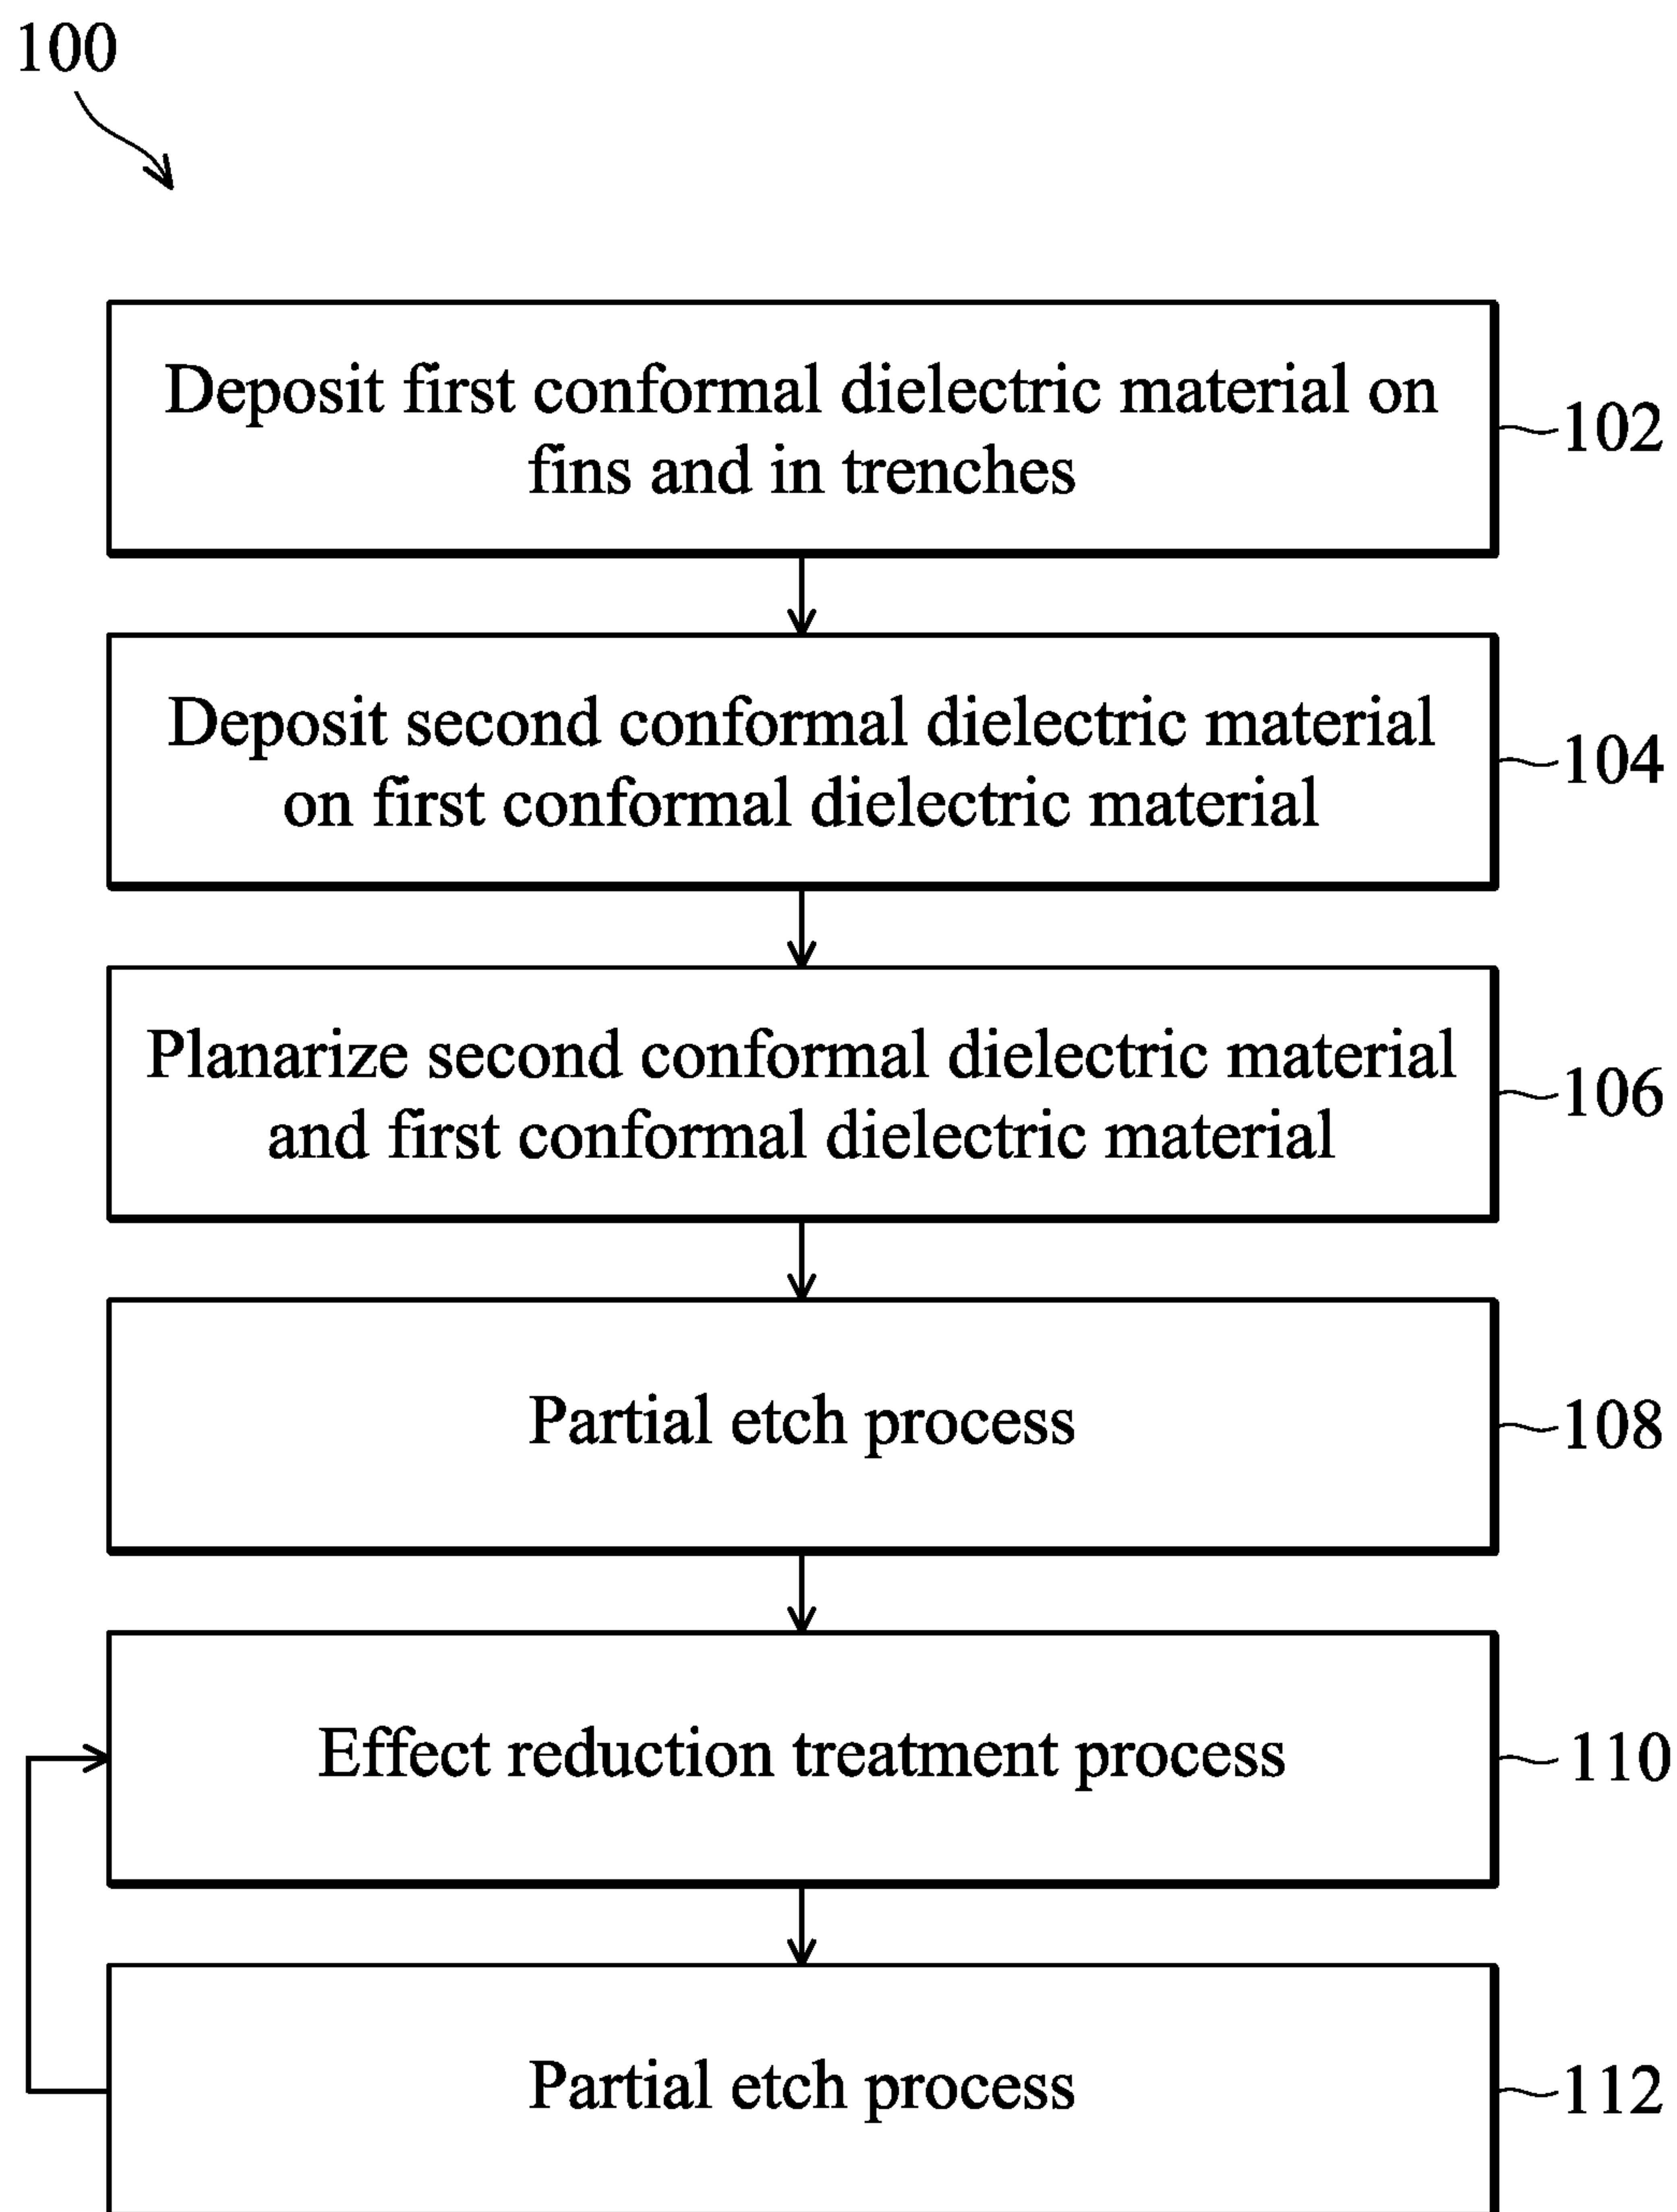 100
Deposit first conformal dielectric material on
fins and in trenches
102
Deposit second conformal dielectric material
on first conformal dielectric material
104
Planarize second conformal dielectric material
and first conformal dielectric material
106
Partial etch process
108
Effect reduction treatment process
110
Partial etch process
112